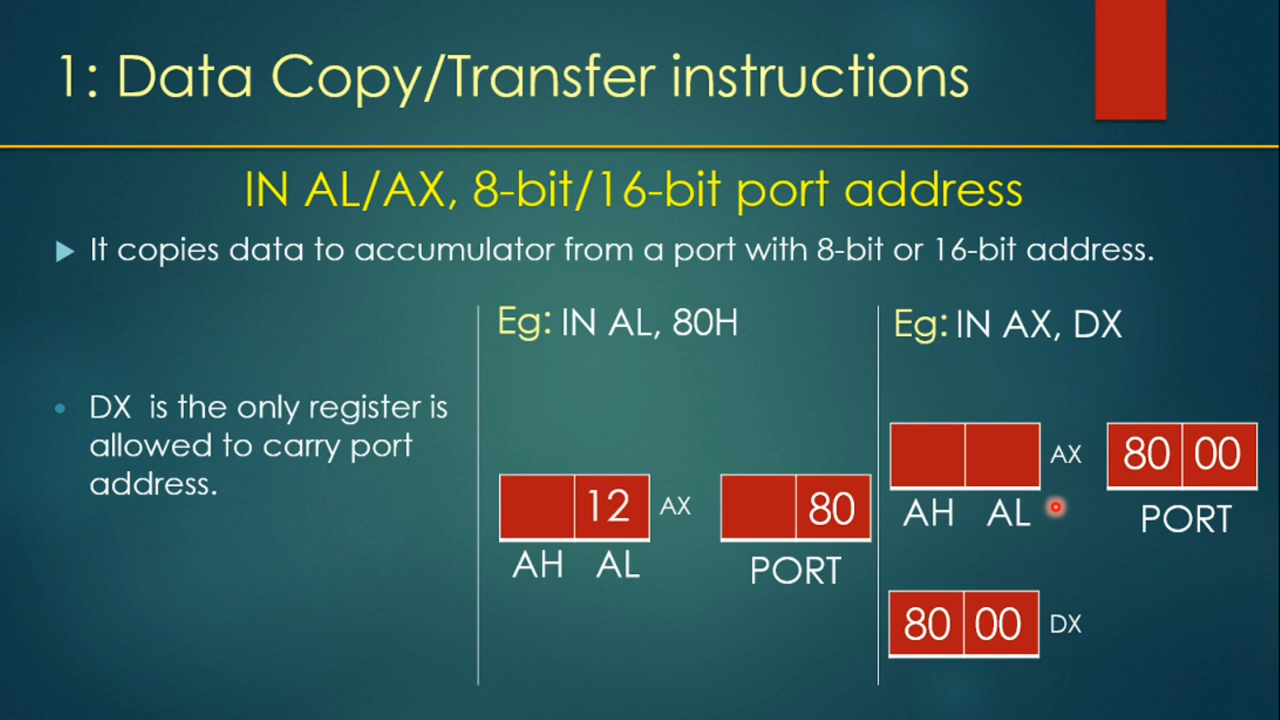 1: Data Copy/Transfer instructions
IN AL/AX, 8-bit/16-bit port address
It copies data to accumulator from a port with 8-bit or 16-bit address.
DX is the only register is
allowed to carry port
address.
Eg: IN AL, 80H
12 AX 80
AH AL PORT
Eg: IN AX, DX
AX 80 00
AH AL PORT
80 00 DX